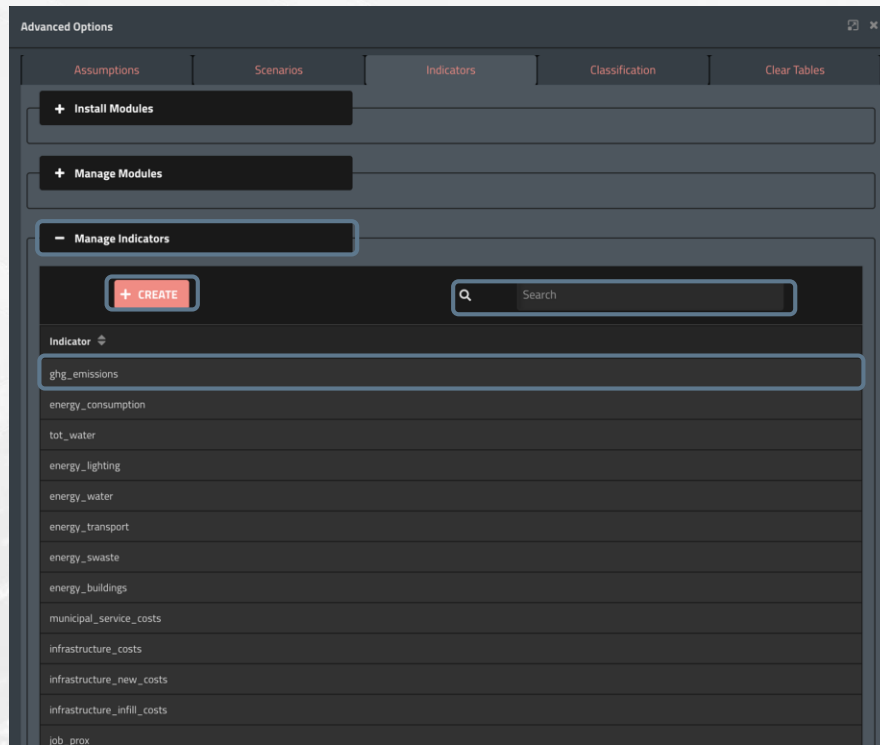 Advanced Options
Assumptions Scenarios Indicators Classification Clear Tables
+ Install Modules
+ Manage Modules
− Manage Indicators
+ CREATE Search
Indicator
ghg_emissions
energy_consumption
tot_water
energy_lighting
energy_water
energy_transport
energy_swaste
energy_buildings
municipal_service_costs
infrastructure_costs
infrastructure_new_costs
infrastructure_infill_costs
job_prox